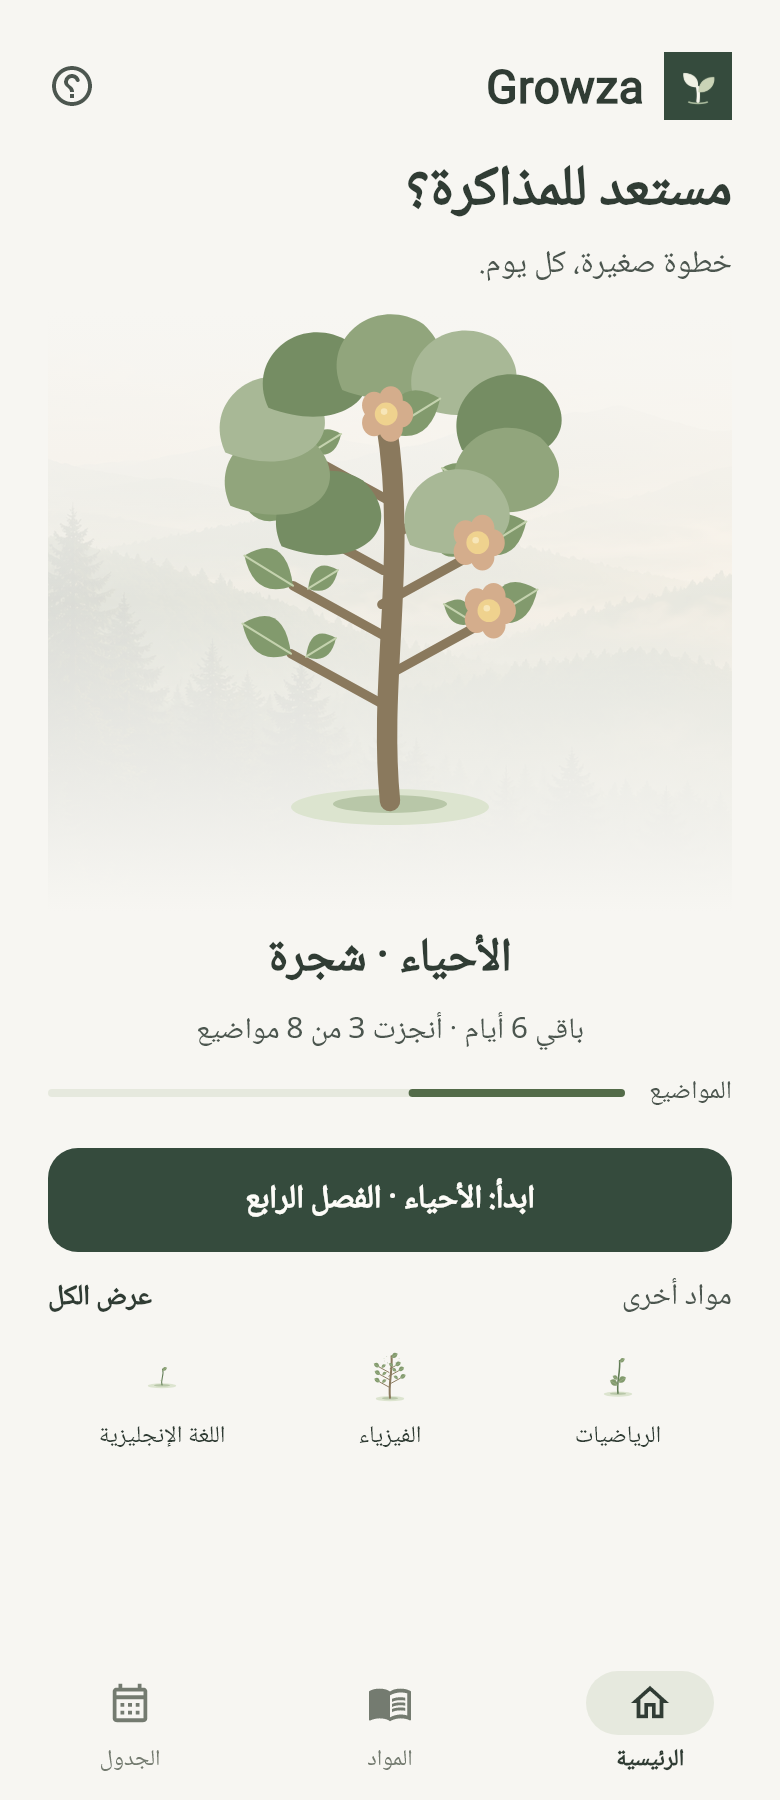 Growza
مستعد للمذاكرة؟
خطوة صغيرة، كل يوم.
الأحياء · شجرة
باقي 6 أيام · أنجزت 3 من 8 مواضيع
المواضيع
ابدأ: الأحياء · الفصل الرابع
مواد أخرى
عرض الكل
الرياضيات
الفيزياء
اللغة الإنجليزية
الرئيسية
المواد
الجدول